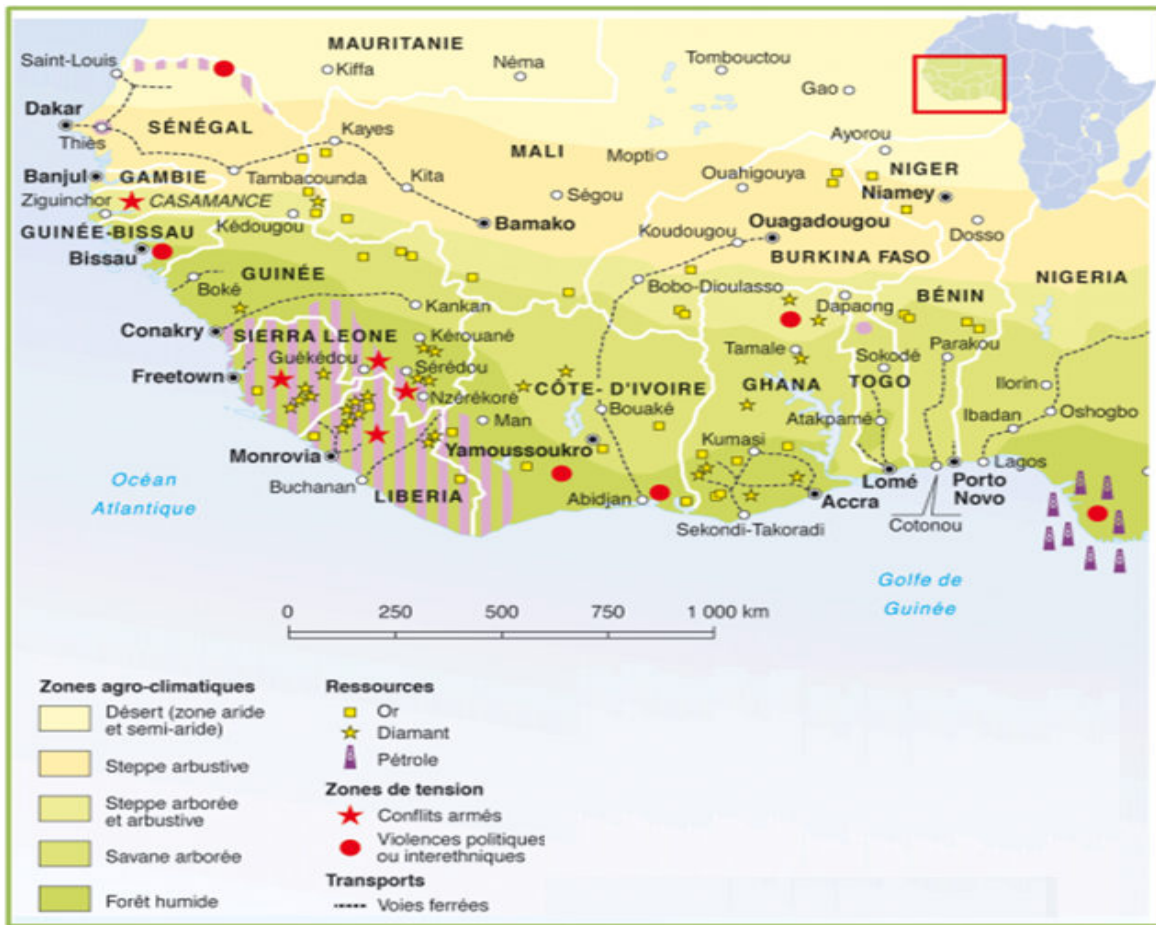 MAURITANIE
Saint-Louis
Kiffa
Néma
Tombouctou
Gao
Dakar
Thiès
SÉNÉGAL
Kayes
MALI
Mopti
Ayorou
NIGER
Banjul
GAMBIE
Tambacounda
Kita
Ségou
Ouahigouya
Niamey
Ziguinchor
CASAMANCE
Kédougou
Bamako
Koudougou
Ouagadougou
Dosso
GUINÉE-BISSAU
Bissau
BURKINA FASO
GUINÉE
Boké
Bobo-Dioulasso
Dapaong
BÉNIN
NIGERIA
Kankan
Conakry
SIERRA LEONE
Kérouané
Guékédou
Sérédou
Tamale
Sokodé
Parakou
Freetown
Nzérékoré
CÔTE-D'IVOIRE
GHANA
TOGO
Ilorin
Bouaké
Man
Atakpamé
Ibadan
Oshogbo
Monrovia
Yamoussoukro
Kumasi
Lagos
Buchanan
LIBERIA
Abidjan
Accra
Lomé
Porto
Novo
Sekondi-Takoradi
Cotonou
Océan
Atlantique
Golfe de
Guinée
0 250 500 750 1 000 km
Zones agro-climatiques
Désert (zone aride
et semi-aride)
Steppe arbustive
Steppe arborée
et arbustive
Savane arborée
Forêt humide
Ressources
Or
Diamant
Pétrole
Zones de tension
Conflits armés
Violences politiques
ou interethniques
Transports
Voies ferrées